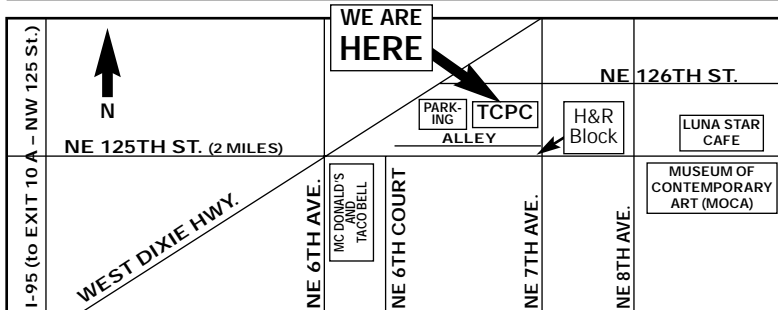 WE ARE
HERE
I-95 (to EXIT 10 A – NW 125 St.)
N
NE 126TH ST.
PARK-
ING
TCPC
H&R
Block
ALLEY
LUNA STAR
CAFE
NE 125TH ST. (2 MILES)
MUSEUM OF
CONTEMPORARY
ART (MOCA)
MC DONALD'S
AND
TACO BELL
WEST DIXIE HWY.
NE 6TH AVE.
NE 6TH COURT
NE 7TH AVE.
NE 8TH AVE.